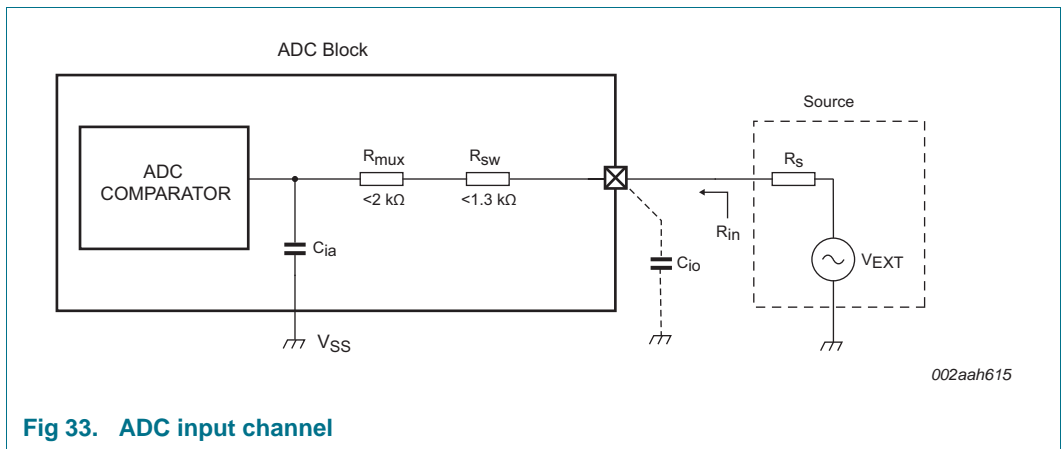 ADC Block
Source
ADC
COMPARATOR
Rmux
<2 kΩ
Rsw
<1.3 kΩ
Rs
Rin
Cia
Cio
VEXT
VSS
002aah615
Fig 33. ADC input channel